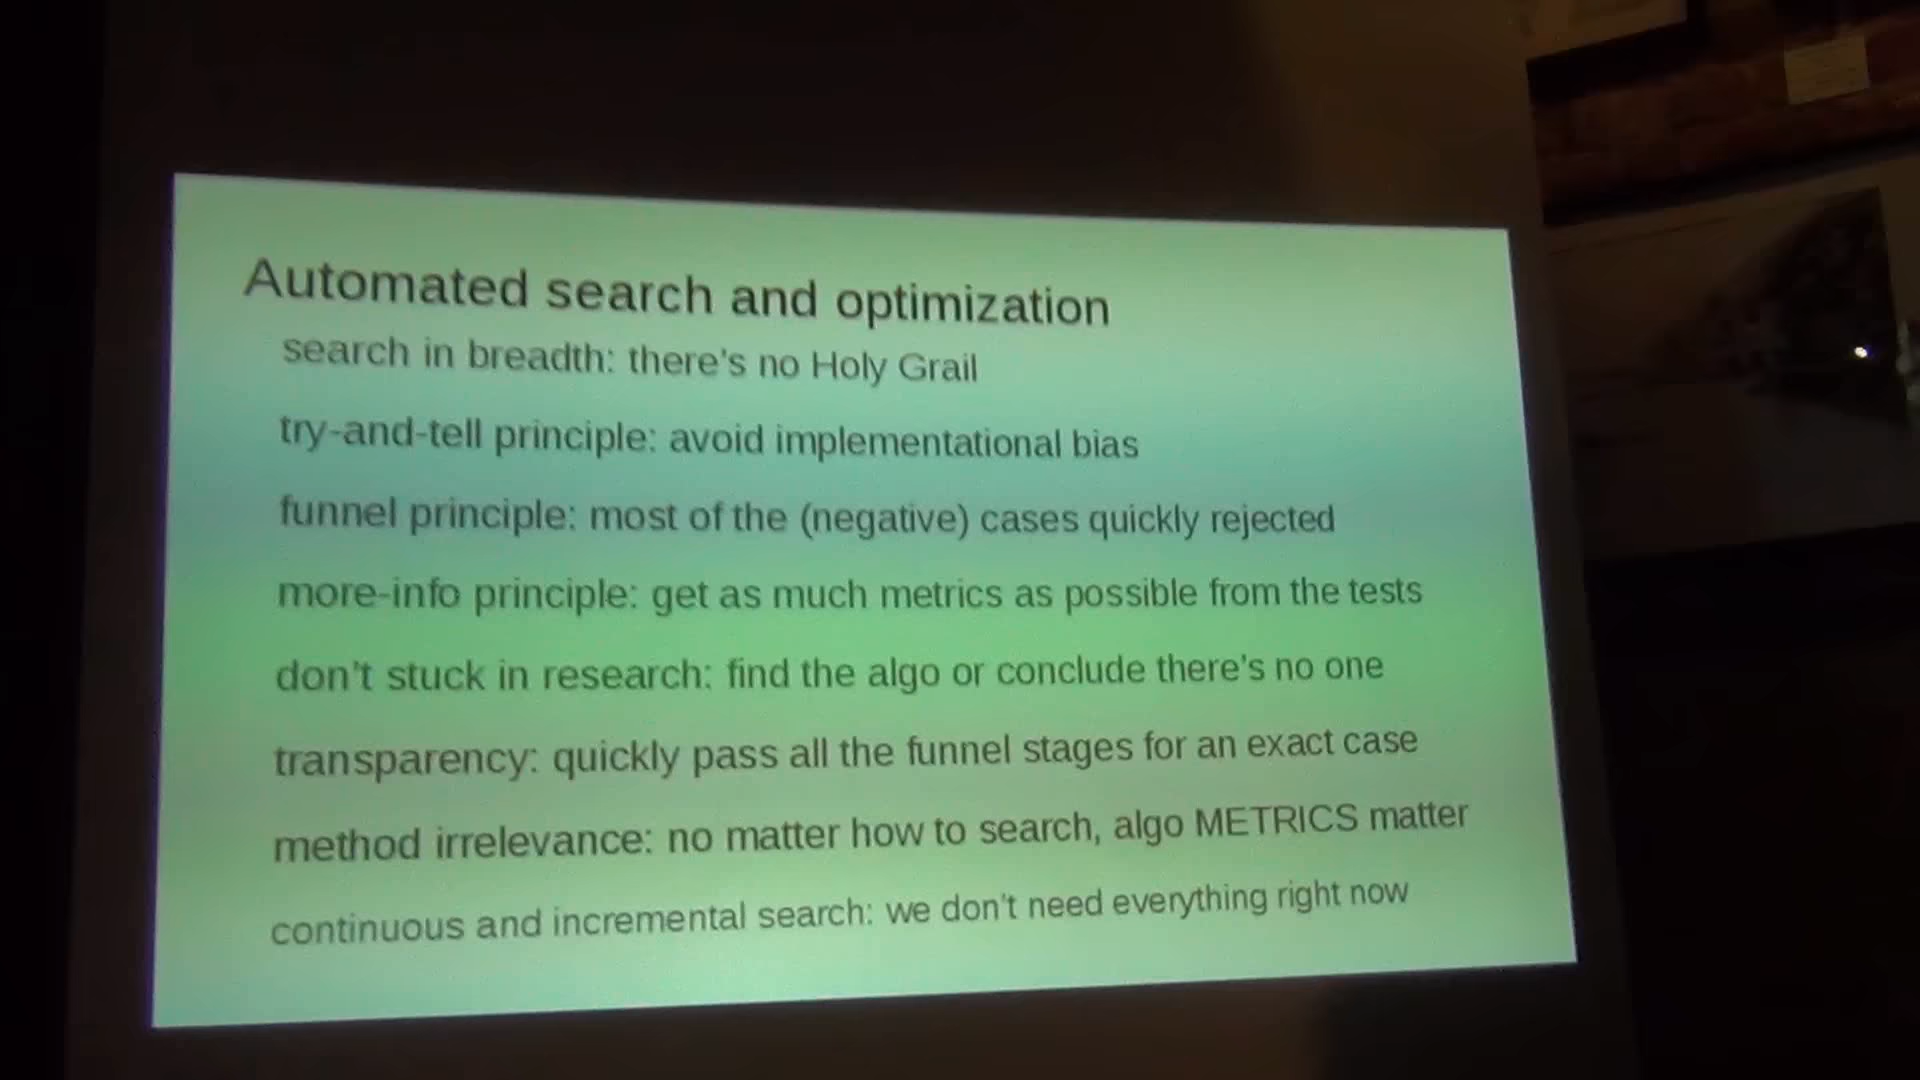 Automated search and optimization
search in breadth: there's no Holy Grail
try-and-tell principle: avoid implementational bias
funnel principle: most of the (negative) cases quickly rejected
more-info principle: get as much metrics as possible from the tests
don't stuck in research: find the algo or conclude there's no one
transparency: quickly pass all the funnel stages for an exact case
method irrelevance: no matter how to search, algo METRICS matter
continuous and incremental search: we don't need everything right now